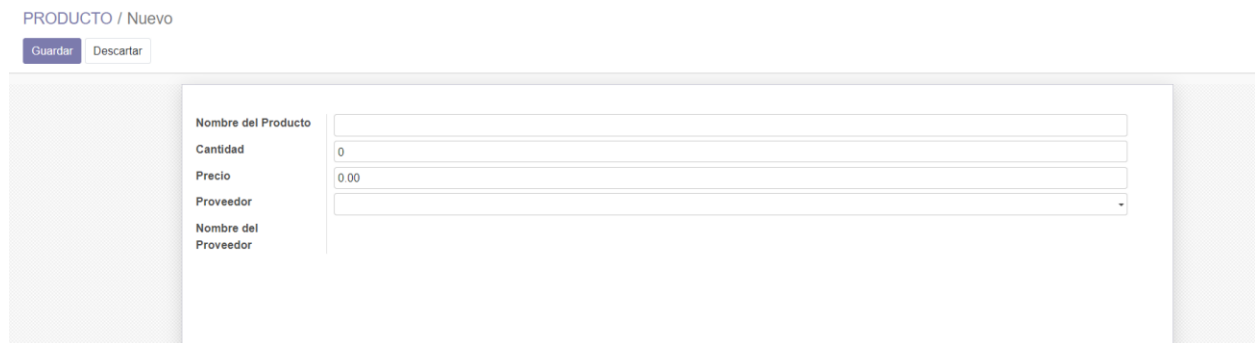 PRODUCTO / Nuevo
Guardar Descartar
Nombre del Producto
Cantidad 0
Precio 0.00
Proveedor
Nombre del
Proveedor